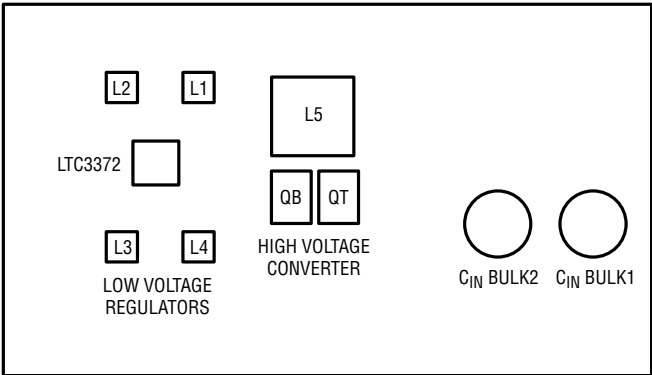 L2
L1
L5
LTC3372
QB
QT
L3
L4
HIGH VOLTAGE
CONVERTER
LOW VOLTAGE
REGULATORS
CIN BULK2
CIN BULK1